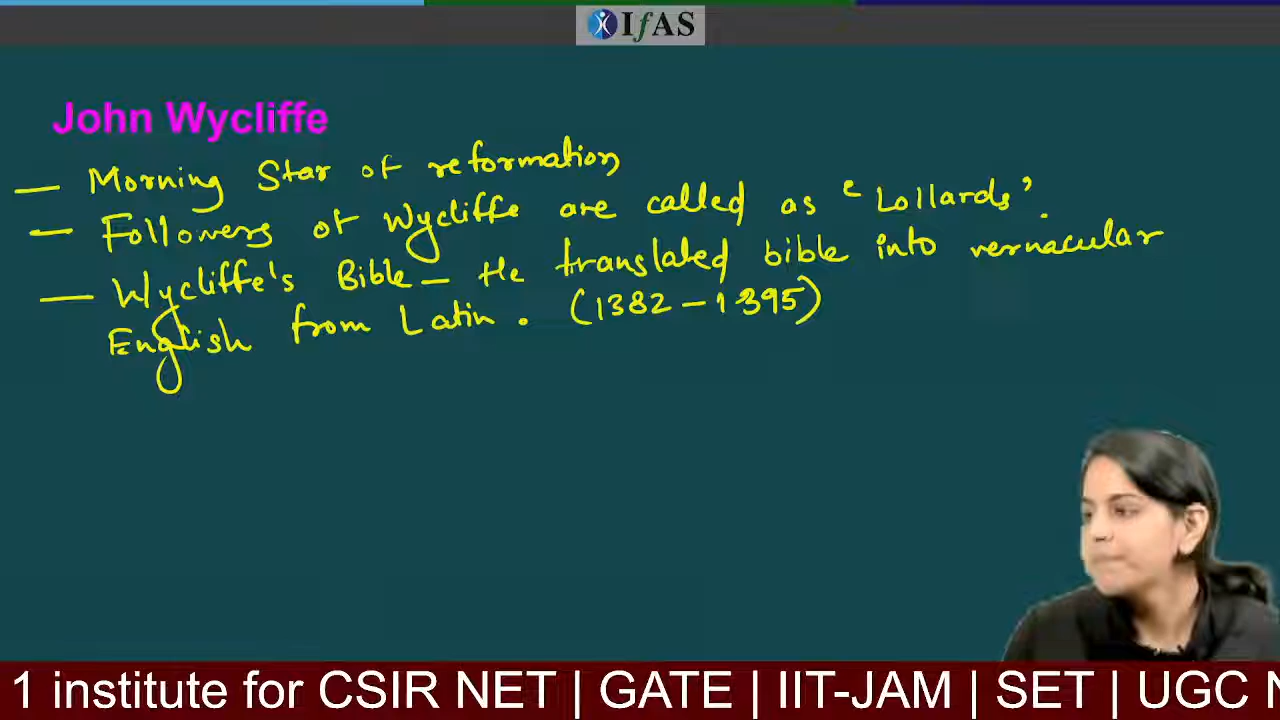 IfAS
John Wycliffe
— Morning Star of reformation
— Followers of Wycliffe are called as ‘Lollards’.
— Wycliffe's Bible — He translated bible into vernacular
English from Latin. (1382 – 1395)
1 institute for CSIR NET | GATE | IIT-JAM | SET | UGC N